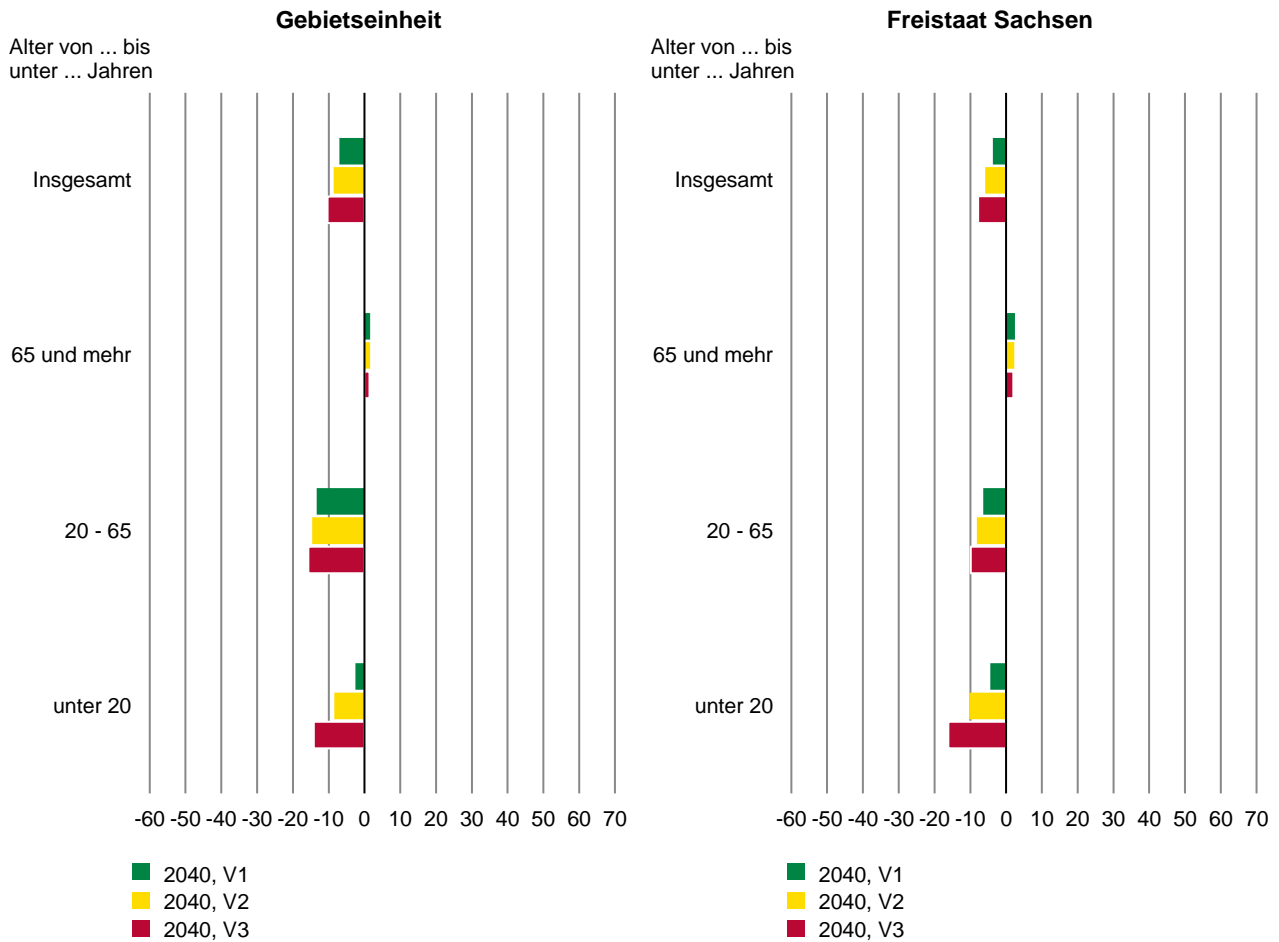 Gebietseinheit
Alter von ... bis
unter ... Jahren
Insgesamt
65 und mehr
20 - 65
unter 20
-60 -50 -40 -30 -20 -10 0 10 20 30 40 50 60 70
2040, V1
2040, V2
2040, V3
Freistaat Sachsen
Alter von ... bis
unter ... Jahren
Insgesamt
65 und mehr
20 - 65
unter 20
-60 -50 -40 -30 -20 -10 0 10 20 30 40 50 60 70
2040, V1
2040, V2
2040, V3